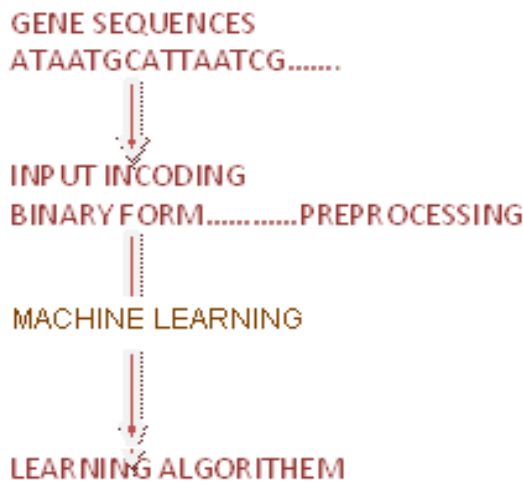 GENE SEQUENCES
ATAATGCATTAATCG.......
INPUT INCODING
BINARY FORM............PREPROCESSING
MACHINE LEARNING
LEARNING ALGORITHEM